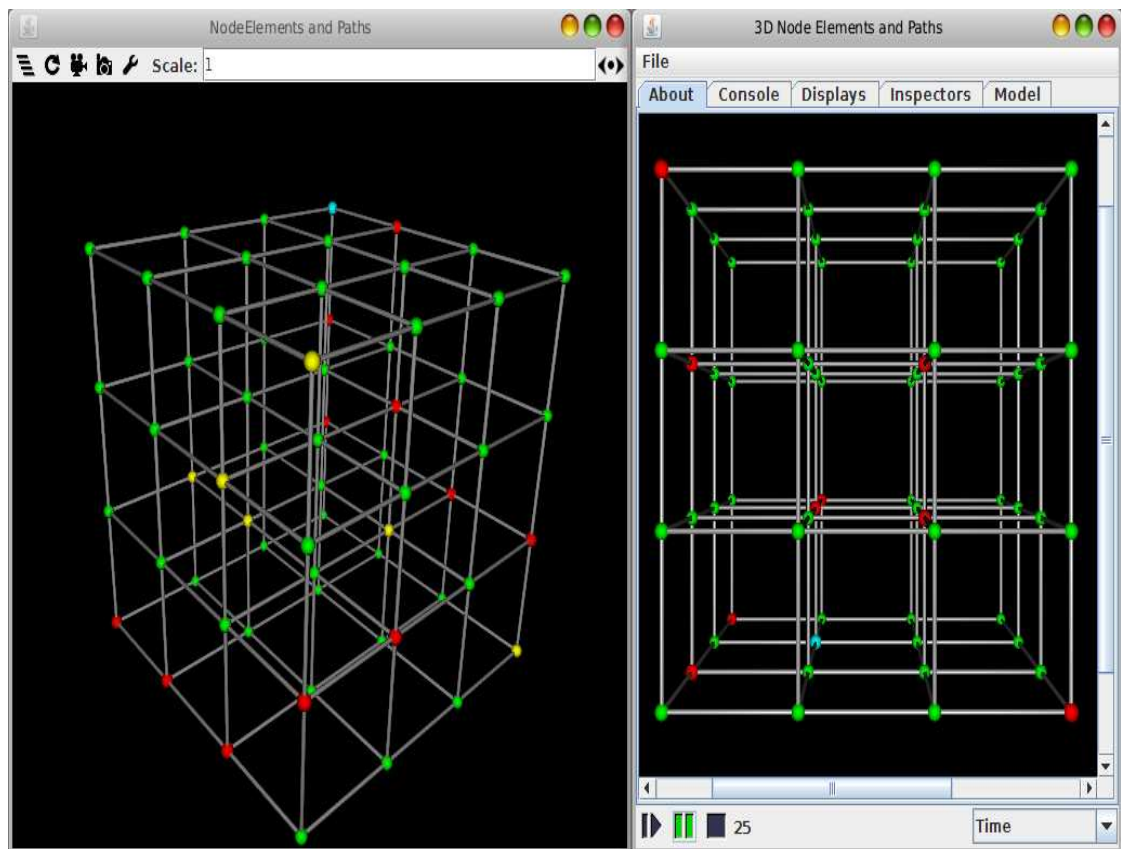 NodeElements and Paths
Scale: 1
3D Node Elements and Paths
File
About Console Displays Inspectors Model
25 Time